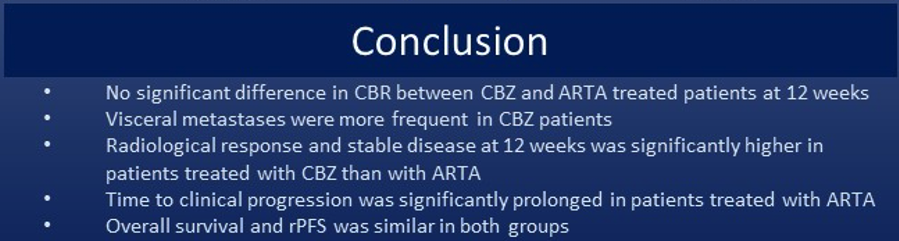 Conclusion
• No significant difference in CBR between CBZ and ARTA treated patients at 12 weeks
• Visceral metastases were more frequent in CBZ patients
• Radiological response and stable disease at 12 weeks was significantly higher in
patients treated with CBZ than with ARTA
• Time to clinical progression was significantly prolonged in patients treated with ARTA
• Overall survival and rPFS was similar in both groups